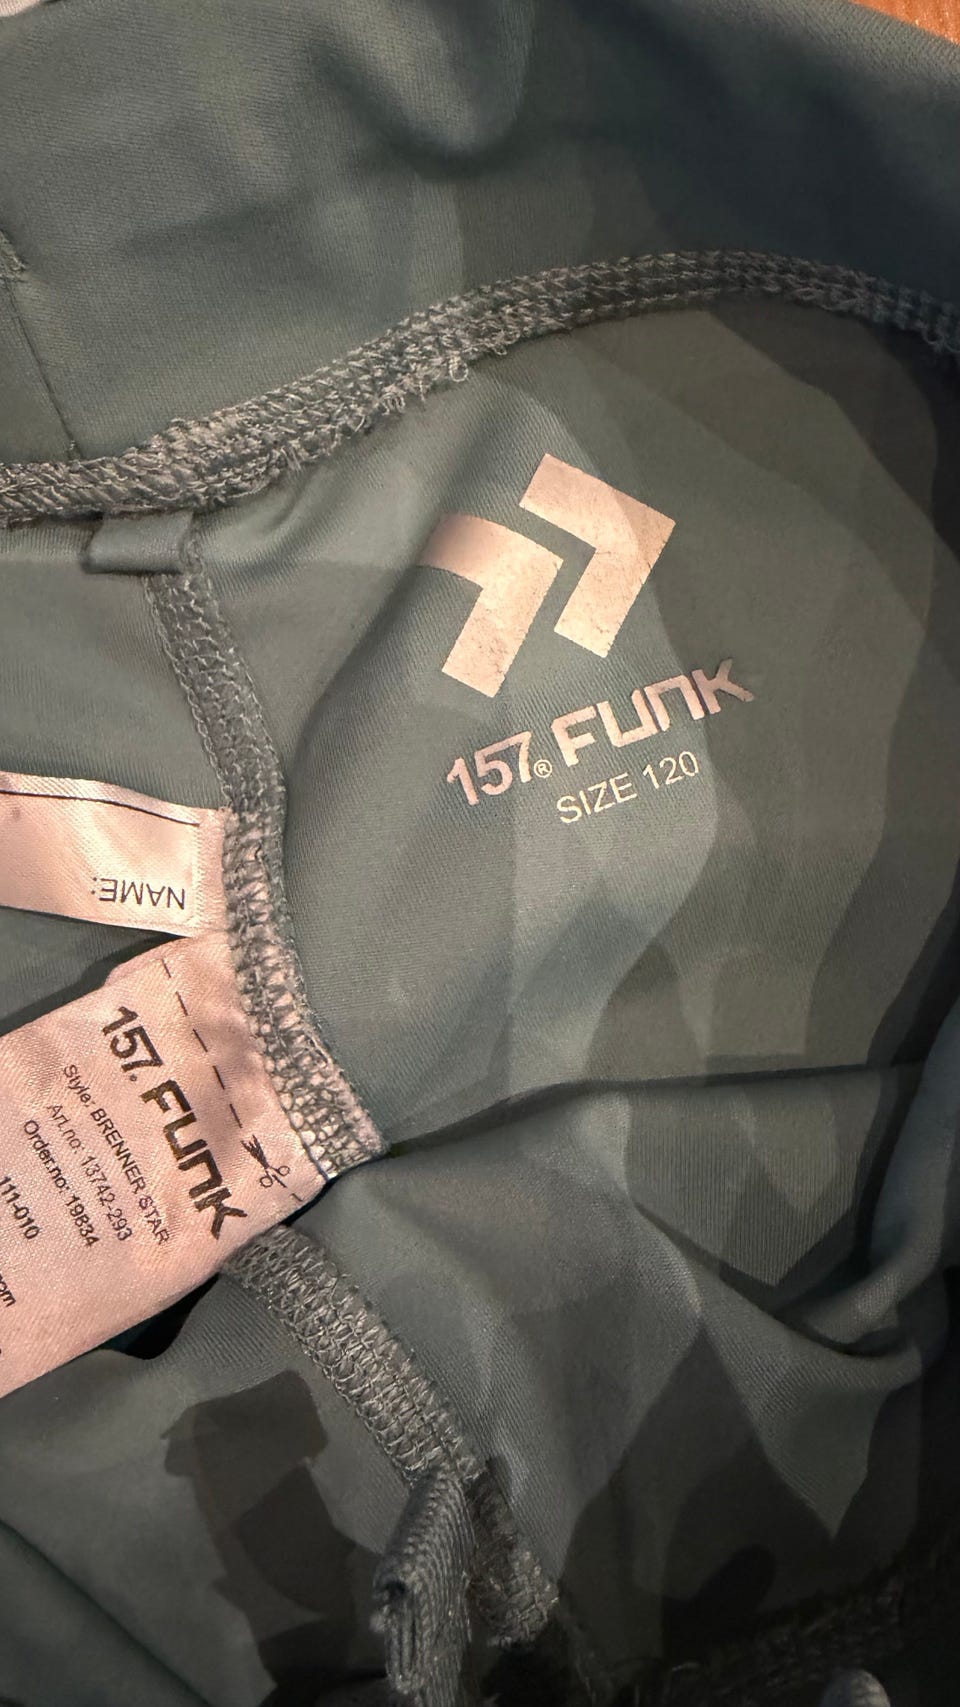 157® FUNK
SIZE 120
NAME:
157. FUNK
Style: BRENNER STAR
Art.no: 13742-293
Order.no: 19834
111-010